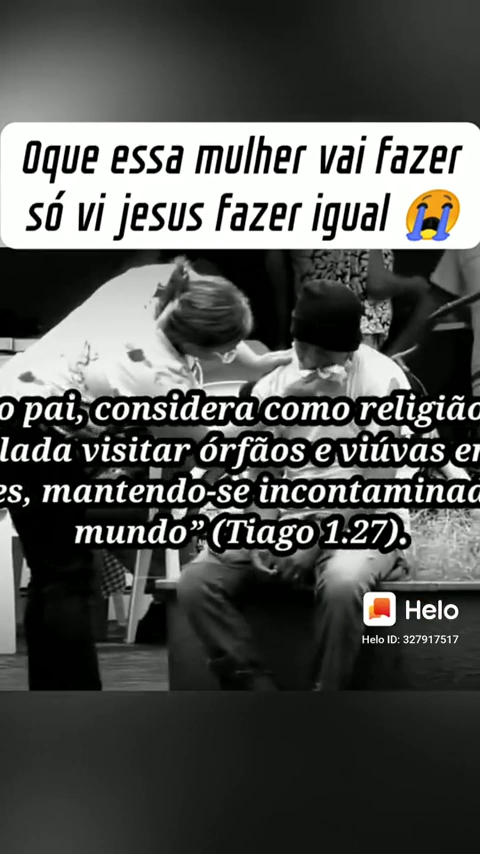 Oque essa mulher vai fazer
só vi jesus fazer igual
o pai, considera como religião
lada visitar órfãos e viúvas e
es, mantendo-se incontaminad
mundo” (Tiago 1.27).
Helo
Helo ID: 327917517